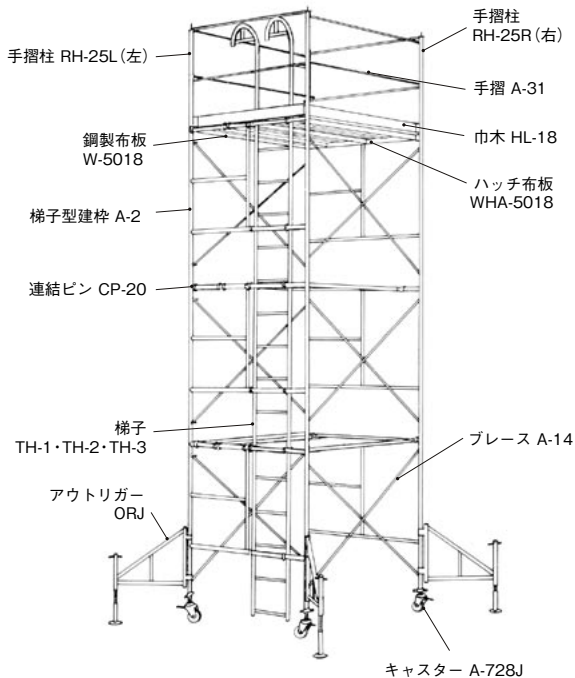 手摺柱 RH-25L（左）
手摺柱
RH-25R（右）
手摺 A-31
巾木 HL-18
鋼製布板
W-5018
ハッチ布板
WHA-5018
梯子型建枠 A-2
連結ピン CP-20
梯子
TH-1・TH-2・TH-3
ブレース A-14
アウトリガー
ORJ
キャスター A-728J